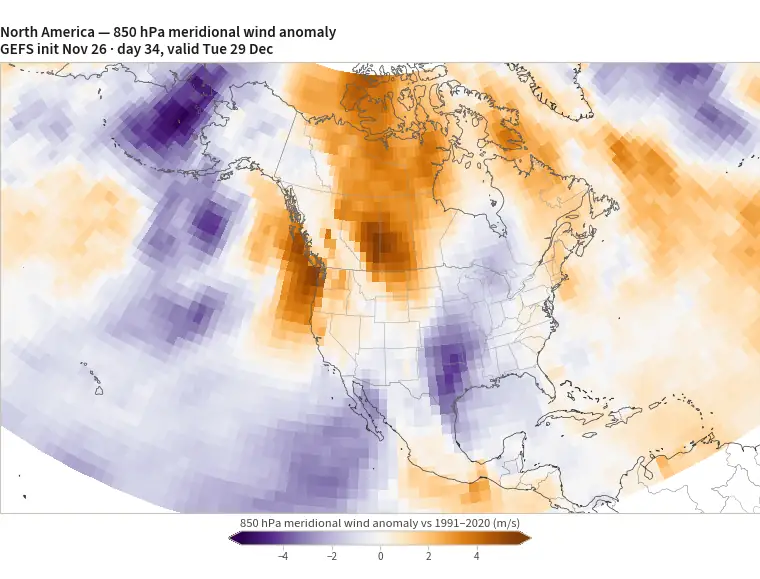 North America — 850 hPa meridional wind anomaly
GEFS init Nov 26 · day 34, valid Tue 29 Dec
850 hPa meridional wind anomaly vs 1991–2020 (m/s)
−4 −2 0 2 4